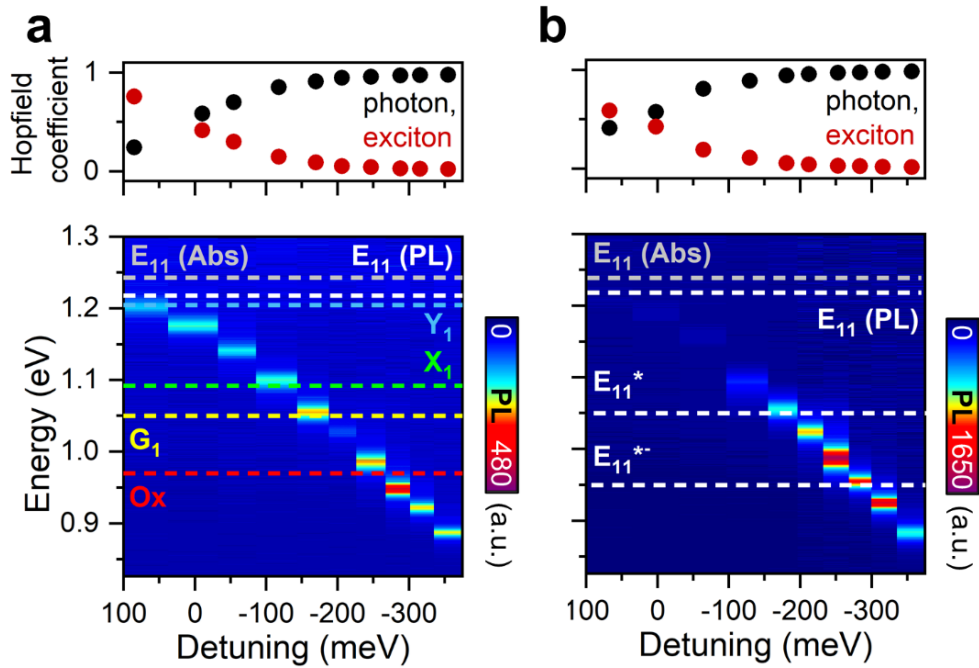 a
Hopfield
coefficient
1
0
photon,
exciton
E11 (Abs)
E11 (PL)
Y1
X1
G1
Ox
Energy (eV)
1.3
1.2
1.1
1.0
0.9
100 0 -100 -200 -300
Detuning (meV)
0 PL 480
(a.u.)
b
photon,
exciton
E11 (Abs)
E11 (PL)
E11*
E11*-
100 0 -100 -200 -300
Detuning (meV)
0 PL 1650
(a.u.)